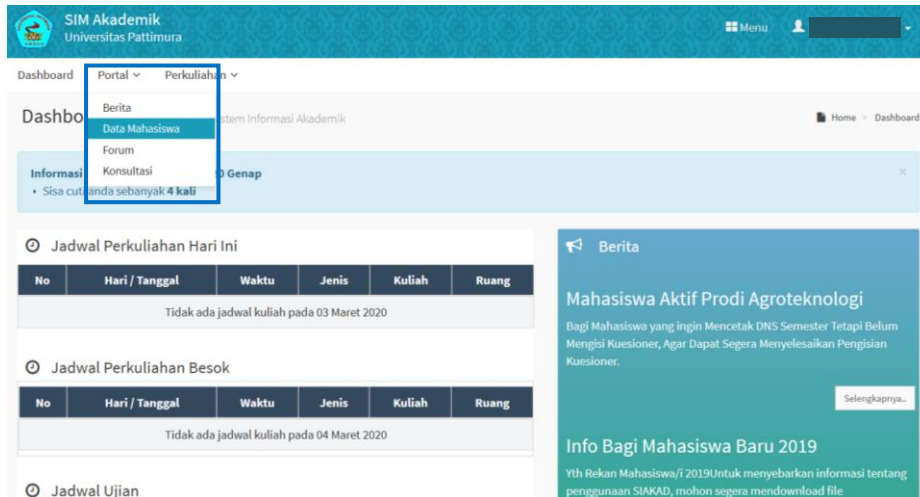 SIM Akademik
Universitas Pattimura
Menu
Dashboard Portal Perkuliahan
Berita
Data Mahasiswa
Forum
Konsultasi
Dashbo stem Informasi Akademik
Home > Dashboard
Informasi Genap
• Sisa cuti anda sebanyak 4 kali ×
Jadwal Perkuliahan Hari Ini
No Hari / Tanggal Waktu Jenis Kuliah Ruang
Tidak ada jadwal kuliah pada 03 Maret 2020
Jadwal Perkuliahan Besok
No Hari / Tanggal Waktu Jenis Kuliah Ruang
Tidak ada jadwal kuliah pada 04 Maret 2020
Jadwal Ujian
Berita
Mahasiswa Aktif Prodi Agroteknologi
Bagi Mahasiswa yang ingin Mencetak DNS Semester Tetapi Belum
Mengisi Kuesioner, Agar Dapat Segera Menyelesaikan Pengisian
Kuesioner.
Selengkapnya..
Info Bagi Mahasiswa Baru 2019
Yth Rekan Mahasiswa/i 2019Untuk menyebarkan informasi tentang
penggunaan SIAKAD, mohon segera mendownload file